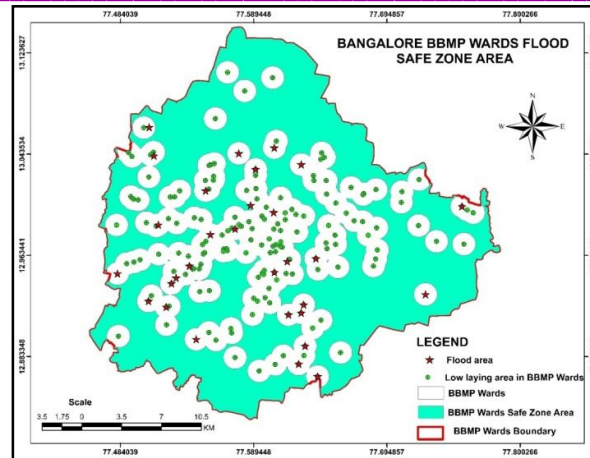 77.484039 77.589448 77.694857 77.800266
BANGALORE BBMP WARDS FLOOD
SAFE ZONE AREA
13.123627
13.043534
12.963441
12.883348
N
W E
S
LEGEND
Flood area
Low laying area in BBMP Wards
BBMP Wards
BBMP Wards Safe Zone Area
BBMP Wards Boundary
Scale
3.5 1.75 0 3.5 7 10.5
KM
77.484039 77.589448 77.694857 77.800266